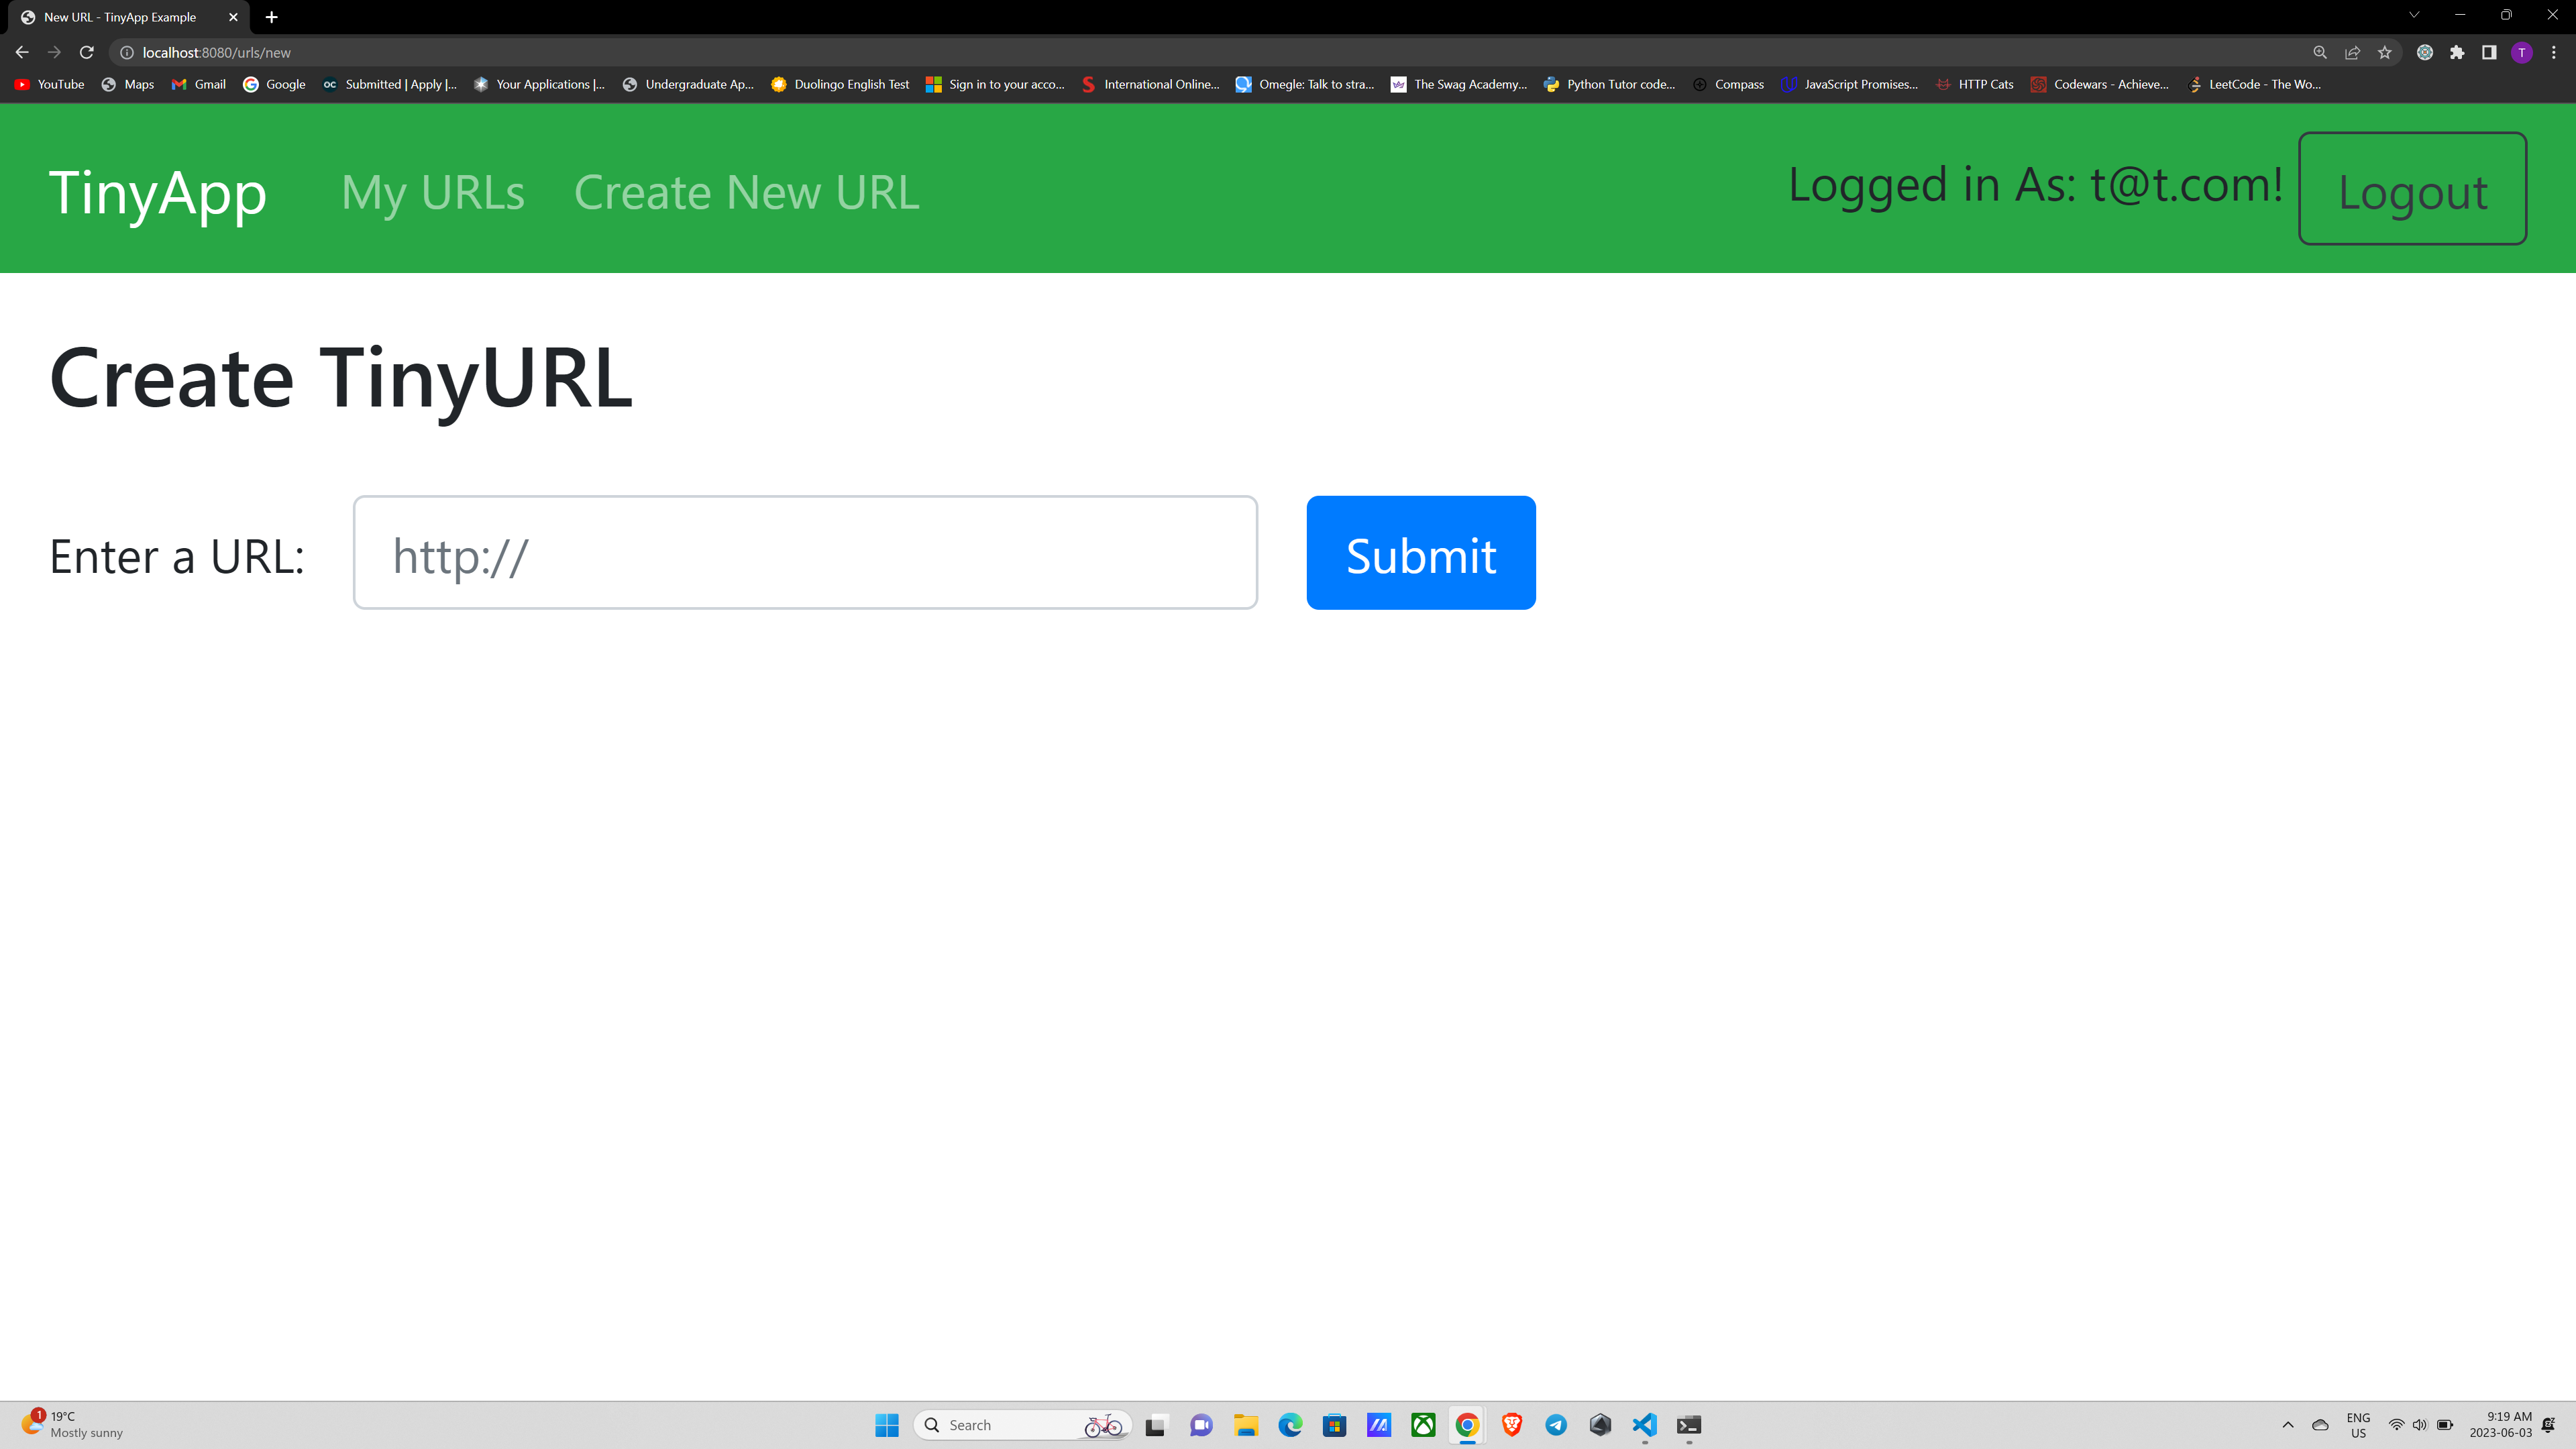 New URL - TinyApp Example
localhost:8080/urls/new
T
YouTube Maps Gmail Google Submitted | Apply |... Your Applications |... Undergraduate Ap... Duolingo English Test Sign in to your acco... International Online... Omegle: Talk to stra... The Swag Academy... Python Tutor code... Compass JavaScript Promises... HTTP Cats Codewars - Achieve... LeetCode - The Wo...
TinyApp My URLs Create New URL Logged in As: t@t.com! Logout
Create TinyURL
Enter a URL: http:// Submit
1
19°C
Mostly sunny
Search
ENG
US
9:19 AM
2023-06-03